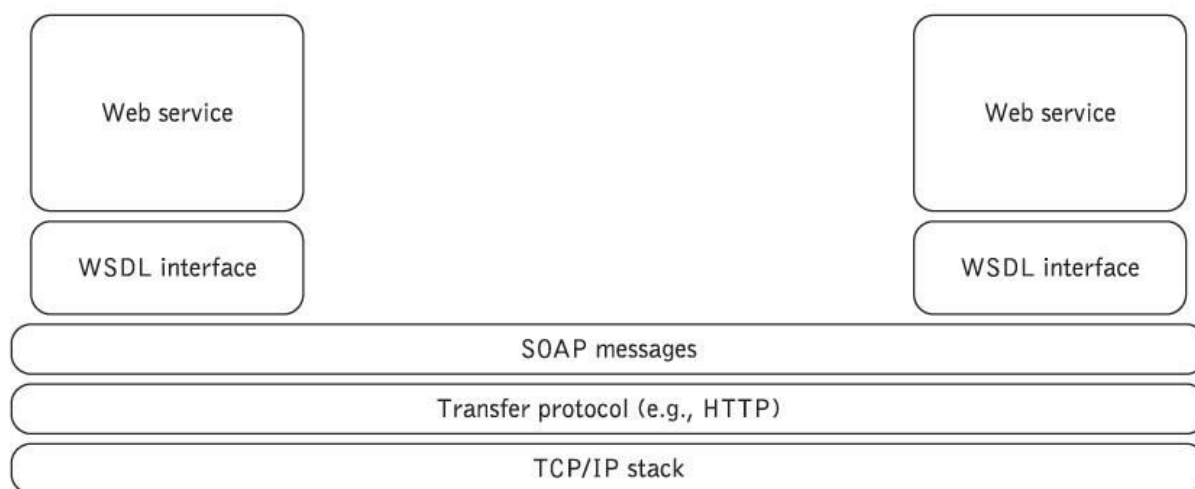 Web service
Web service
WSDL interface
WSDL interface
SOAP messages
Transfer protocol (e.g., HTTP)
TCP/IP stack